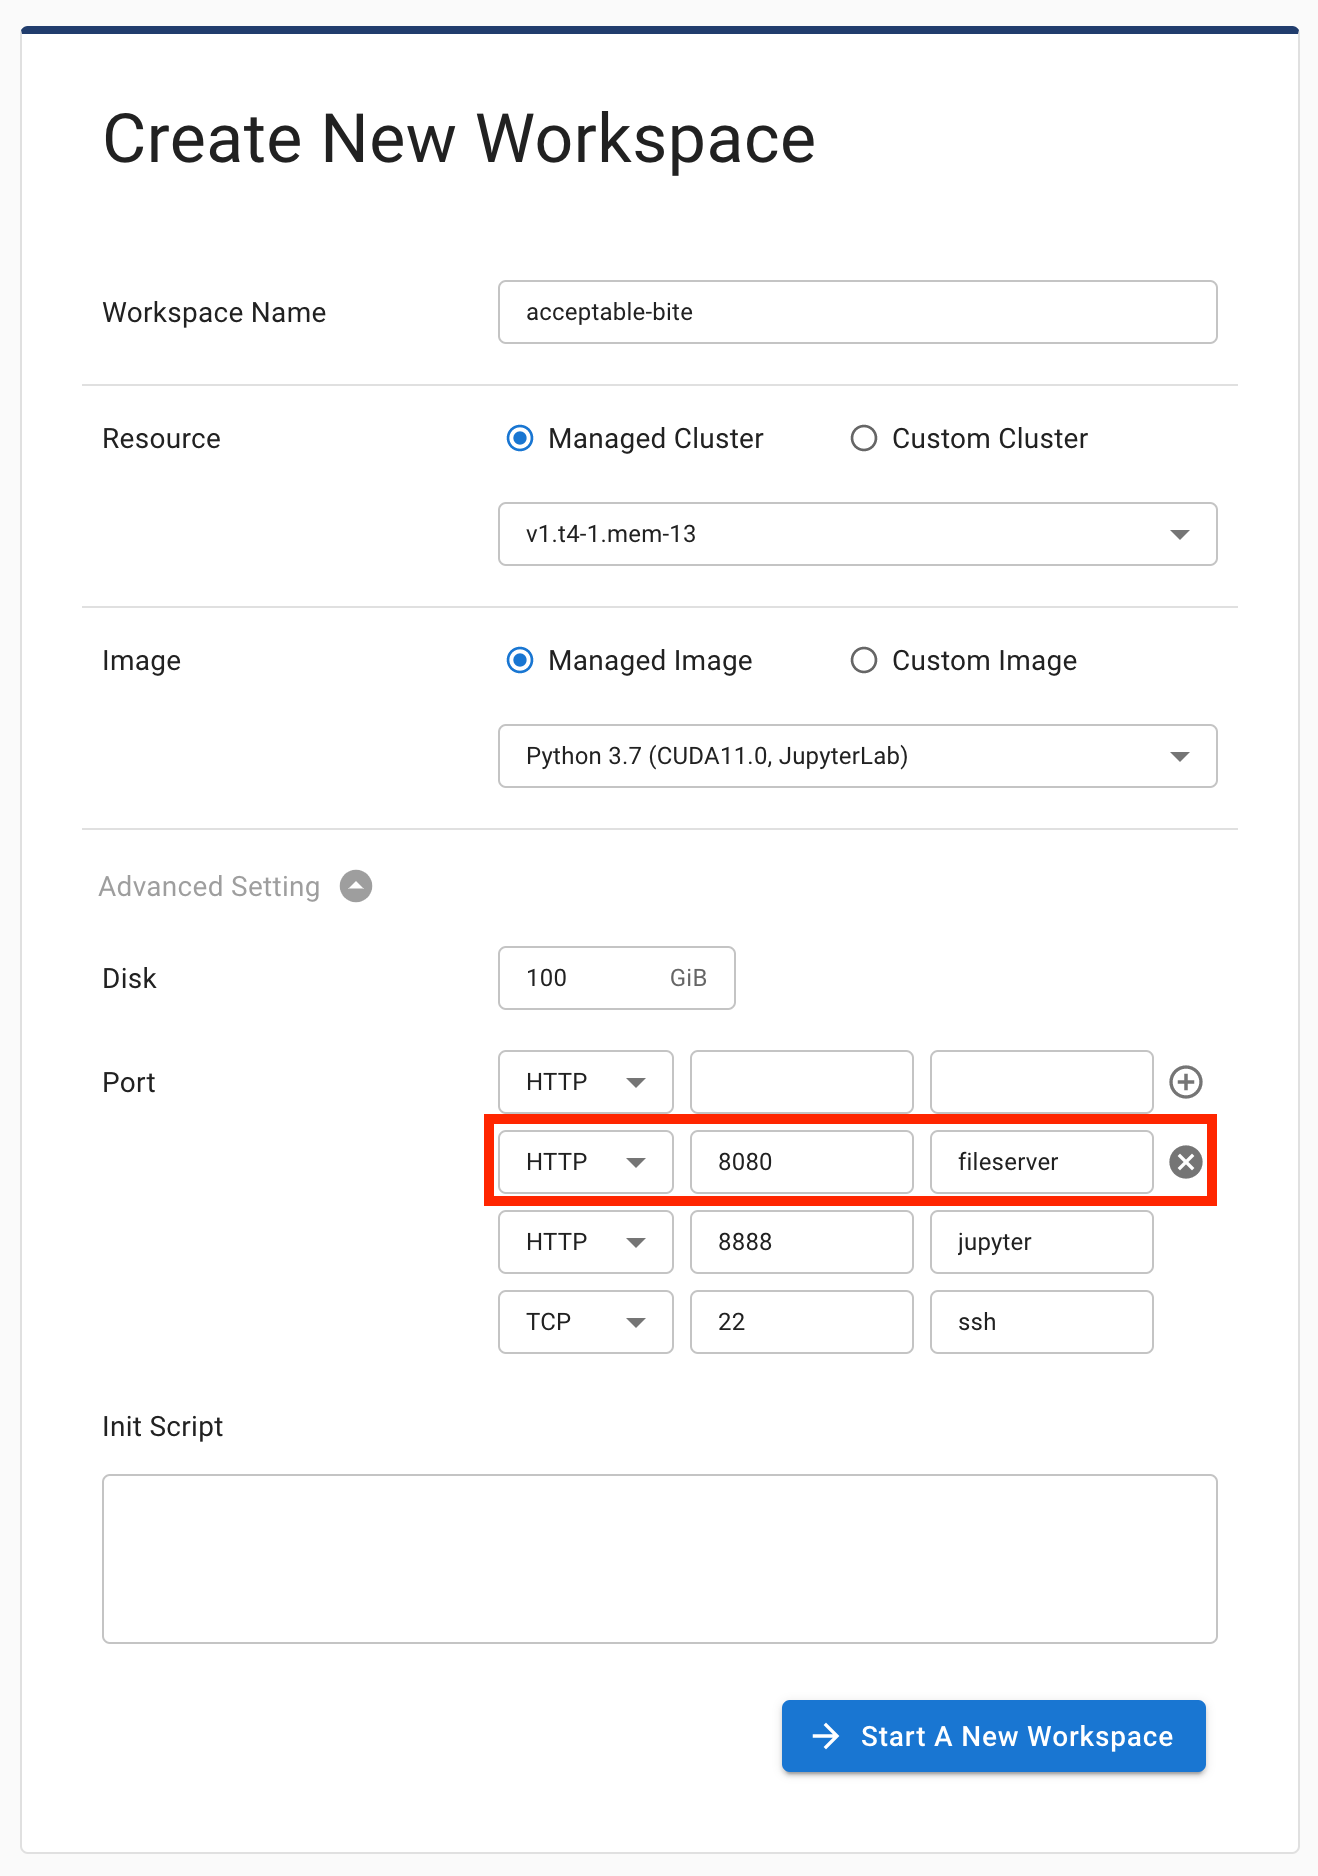 Create New Workspace
Workspace Name
acceptable-bite
Resource
Managed Cluster
Custom Cluster
v1.t4-1.mem-13
Image
Managed Image
Custom Image
Python 3.7 (CUDA11.0, JupyterLab)
Advanced Setting
Disk
100 GiB
Port
HTTP
HTTP 8080 fileserver
HTTP 8888 jupyter
TCP 22 ssh
Init Script
Start A New Workspace